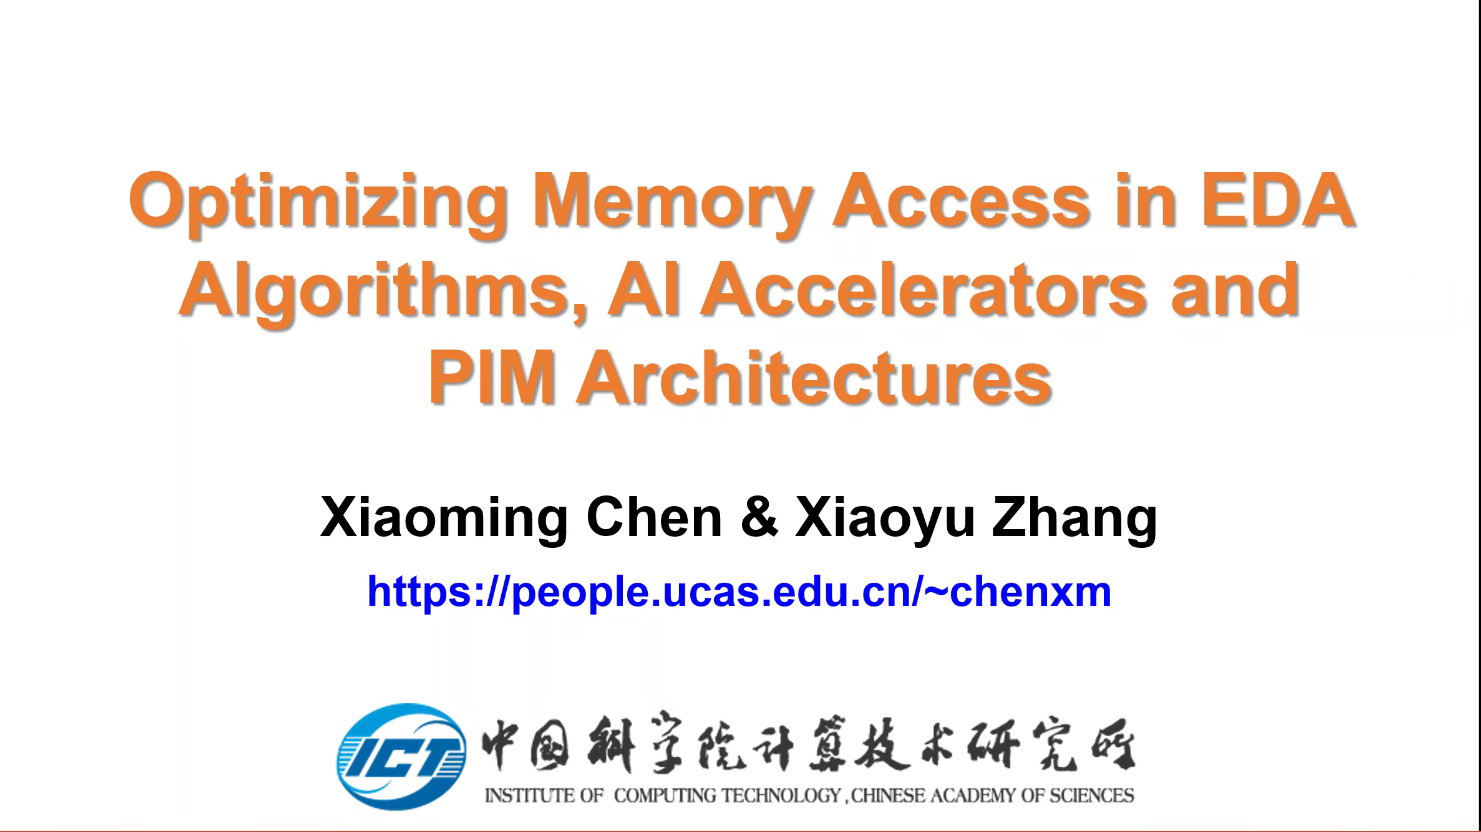 Optimizing Memory Access in EDA
Algorithms, AI Accelerators and
PIM Architectures
Xiaoming Chen & Xiaoyu Zhang
https://people.ucas.edu.cn/~chenxm
ICT
中国科学院计算技术研究所
INSTITUTE OF COMPUTING TECHNOLOGY, CHINESE ACADEMY OF SCIENCES